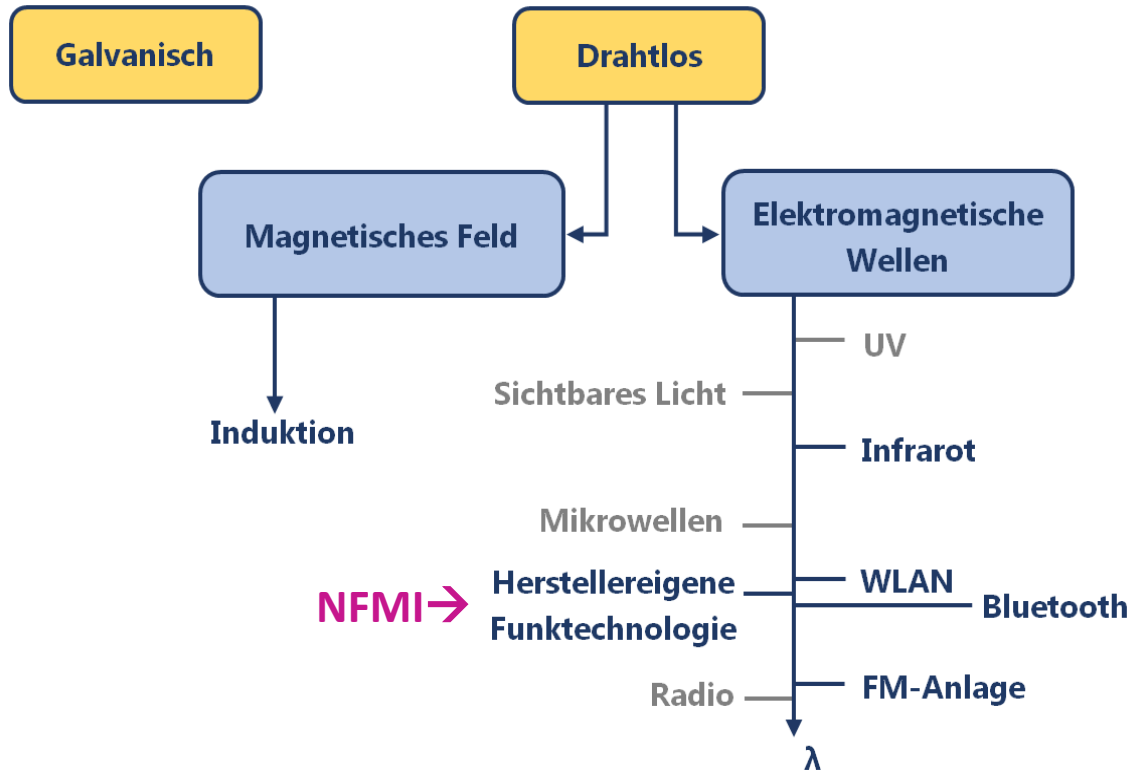 Galvanisch
Drahtlos
Magnetisches Feld
Elektromagnetische
Wellen
UV
Sichtbares Licht
Induktion
Infrarot
Mikrowellen
NFMI→
Herstellereigene
Funktechnologie
WLAN
Bluetooth
FM-Anlage
Radio
λ